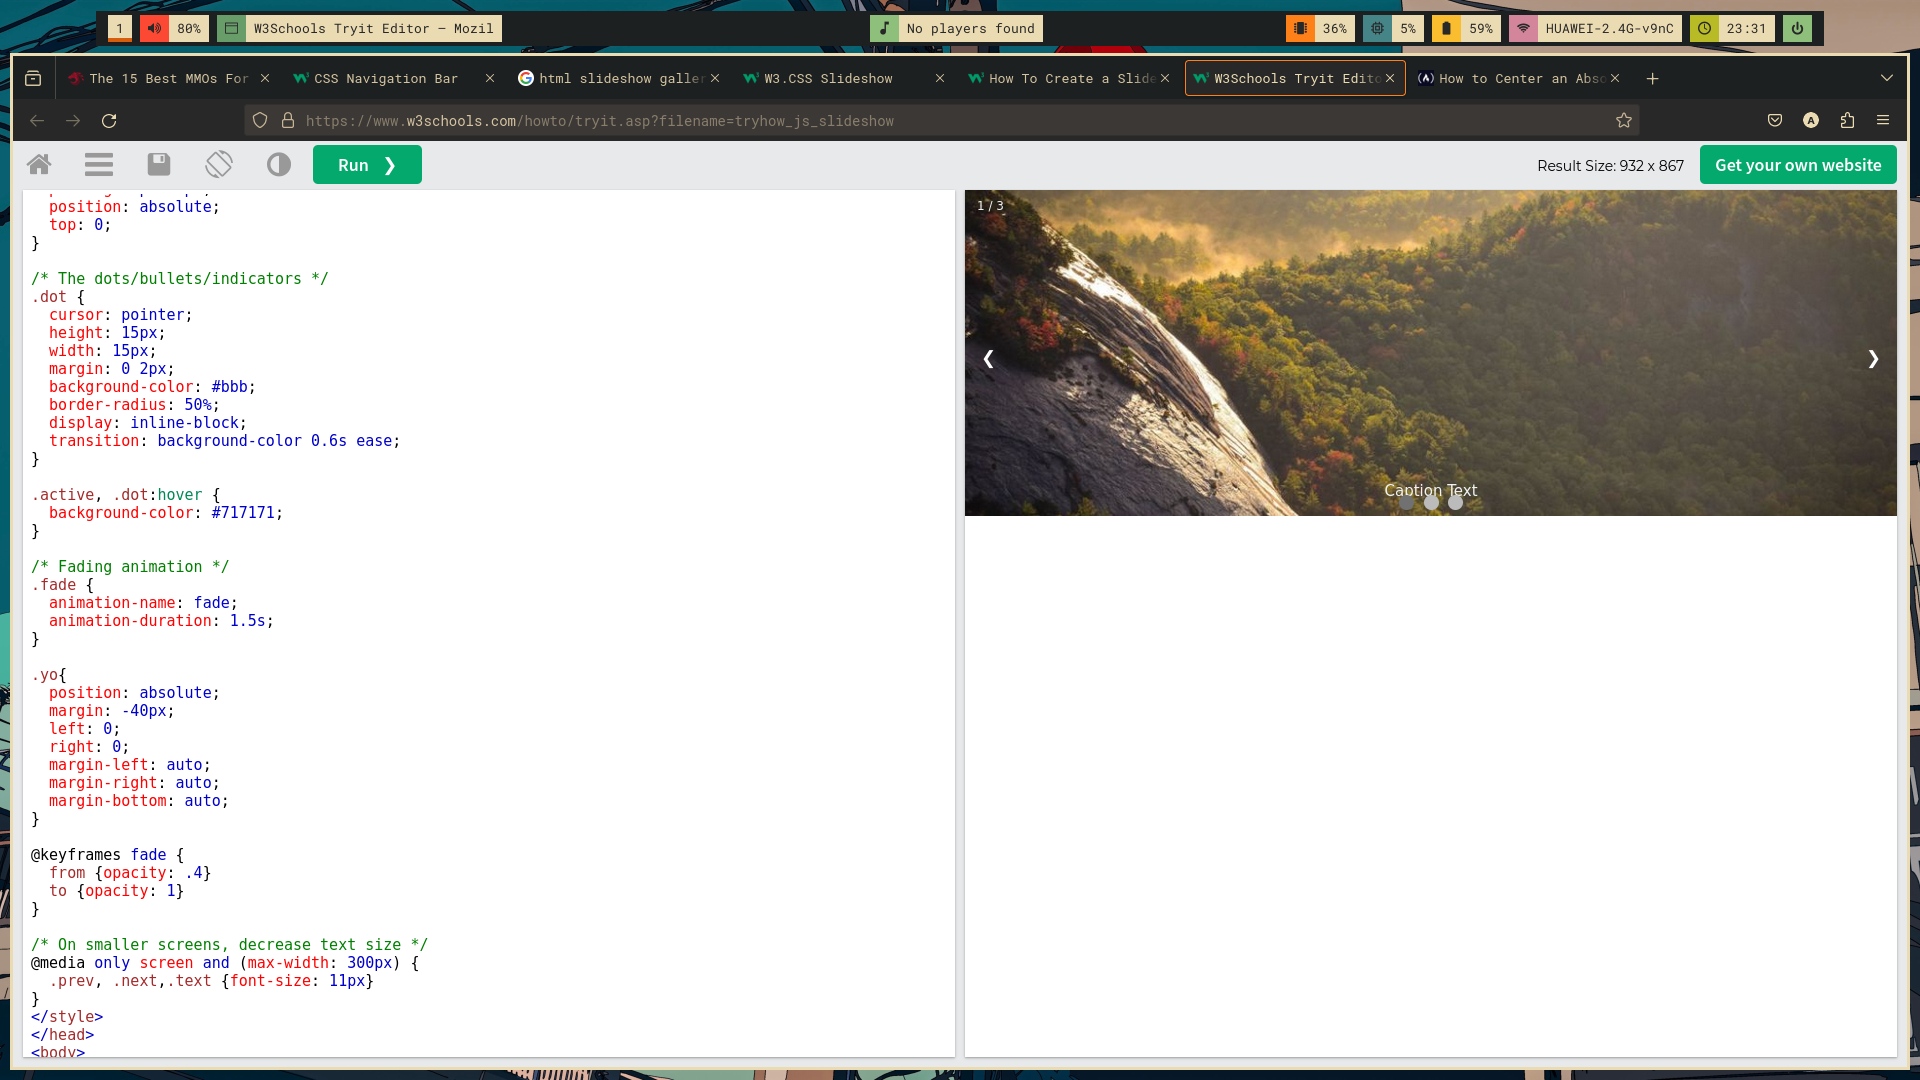 1
80%
W3Schools Tryit Editor — Mozil
No players found
36%
5%
59%
HUAWEI-2.4G-v9nC
23:31
The 15 Best MMOs For
CSS Navigation Bar
html slideshow galler
W3.CSS Slideshow
How To Create a Slide
W3Schools Tryit Edito
How to Center an Abso
https://www.w3schools.com/howto/tryit.asp?filename=tryhow_js_slideshow
A
Run ❯
Result Size: 932 x 867
Get your own website
position: absolute;
top: 0;
}
/* The dots/bullets/indicators */
.dot {
cursor: pointer;
height: 15px;
width: 15px;
margin: 0 2px;
background-color: #bbb;
border-radius: 50%;
display: inline-block;
transition: background-color 0.6s ease;
}
.active, .dot:hover {
background-color: #717171;
}
/* Fading animation */
.fade {
animation-name: fade;
animation-duration: 1.5s;
}
.yo{
position: absolute;
margin: -40px;
left: 0;
right: 0;
margin-left: auto;
margin-right: auto;
margin-bottom: auto;
}
@keyframes fade {
from {opacity: .4}
to {opacity: 1}
}
/* On smaller screens, decrease text size */
@media only screen and (max-width: 300px) {
.prev, .next,.text {font-size: 11px}
}
</style>
</head>
<body>
1 / 3
❮
❯
Caption Text